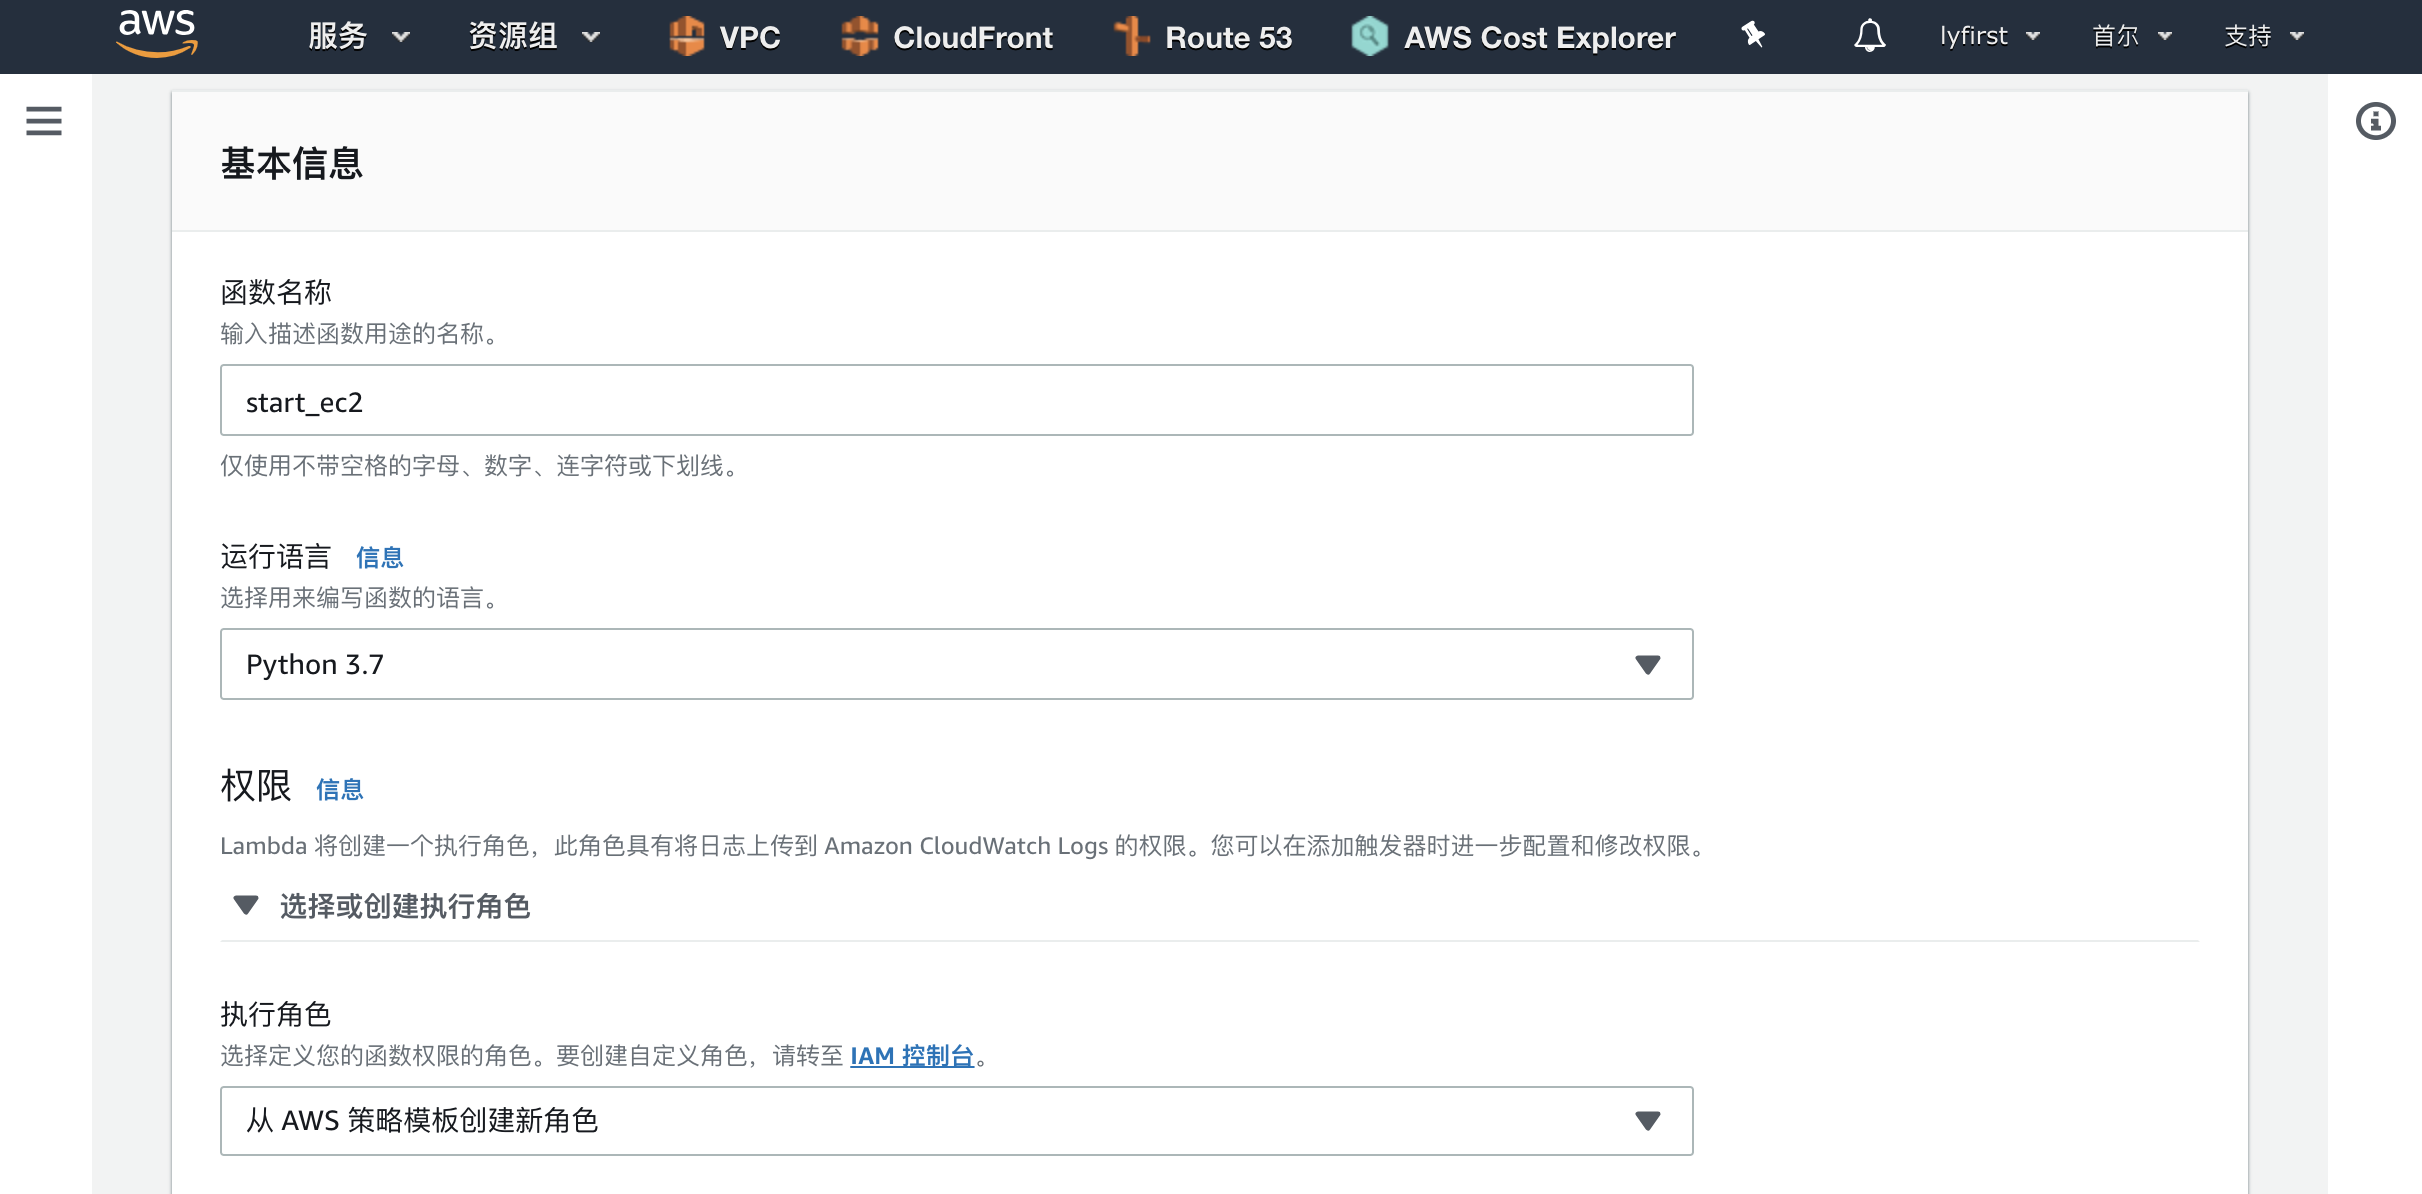 aws 服务 资源组 VPC CloudFront Route 53 AWS Cost Explorer lyfirst 首尔 支持
基本信息
函数名称
输入描述函数用途的名称。
start_ec2
仅使用不带空格的字母、数字、连字符或下划线。
运行语言 信息
选择用来编写函数的语言。
Python 3.7
权限 信息
Lambda 将创建一个执行角色，此角色具有将日志上传到 Amazon CloudWatch Logs 的权限。您可以在添加触发器时进一步配置和修改权限。
选择或创建执行角色
执行角色
选择定义您的函数权限的角色。要创建自定义角色，请转至 IAM 控制台。
从 AWS 策略模板创建新角色